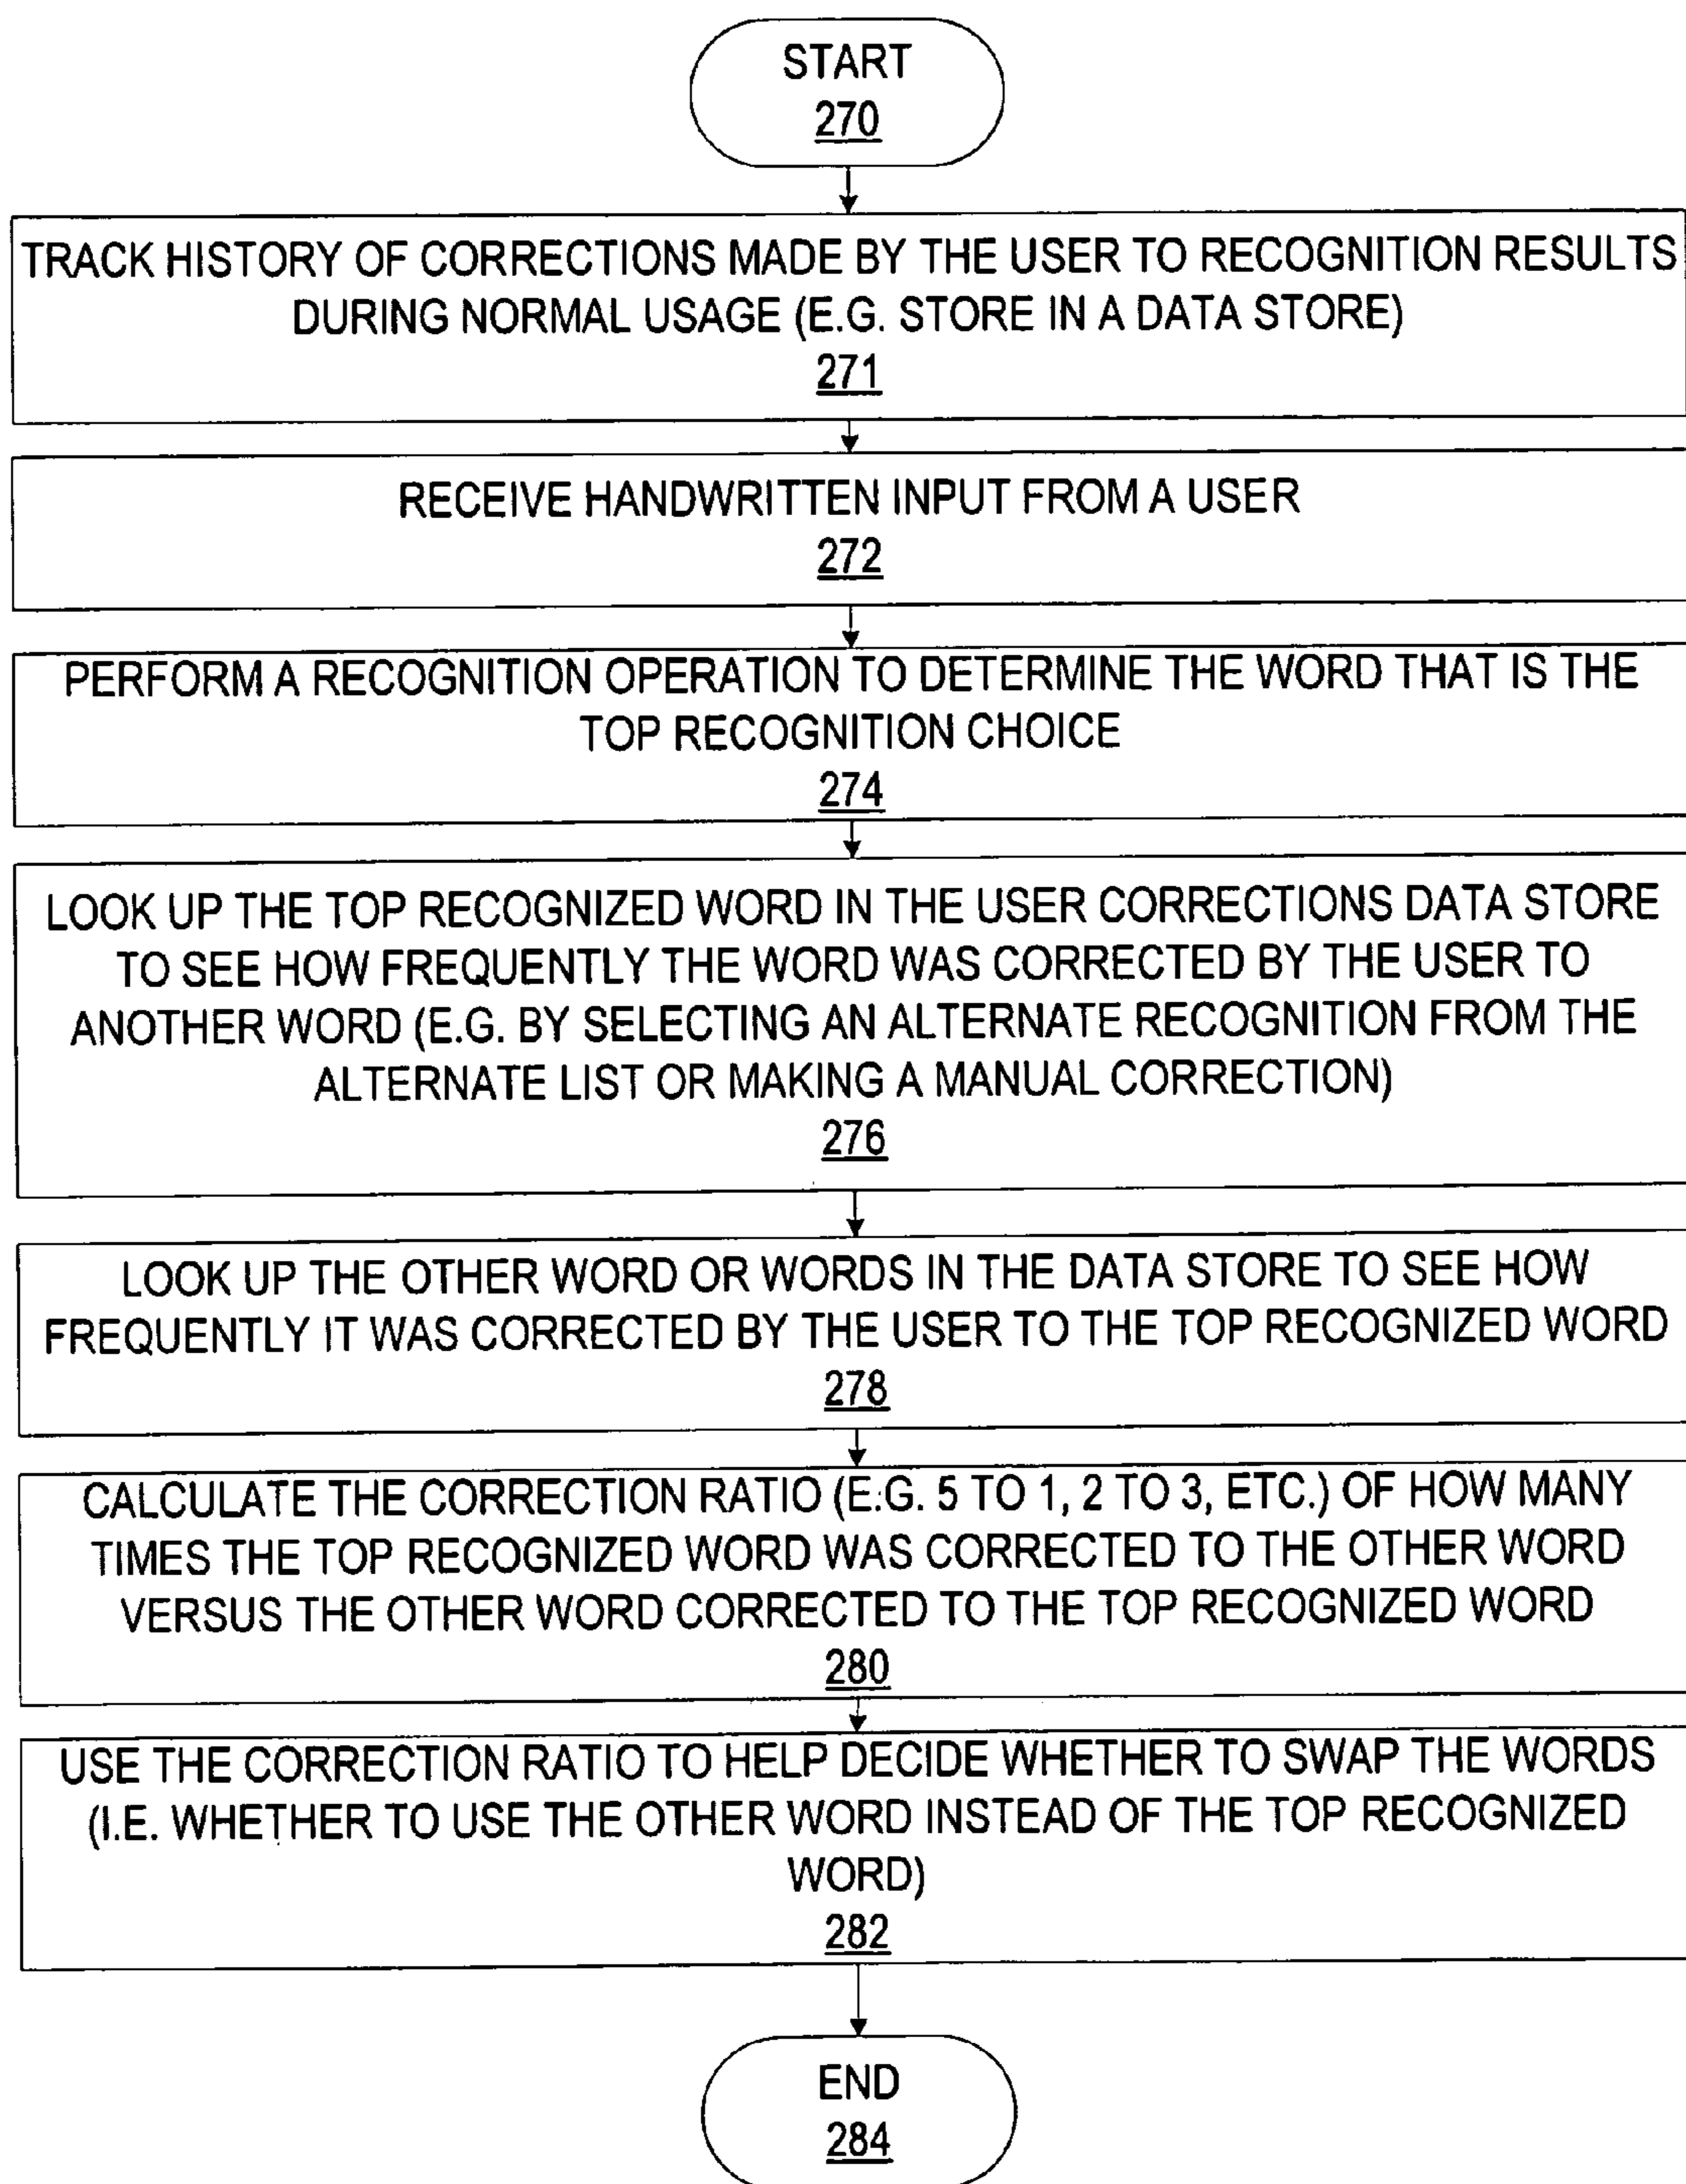 START
270
TRACK HISTORY OF CORRECTIONS MADE BY THE USER TO RECOGNITION RESULTS
DURING NORMAL USAGE (E.G. STORE IN A DATA STORE)
271
RECEIVE HANDWRITTEN INPUT FROM A USER
272
PERFORM A RECOGNITION OPERATION TO DETERMINE THE WORD THAT IS THE
TOP RECOGNITION CHOICE
274
LOOK UP THE TOP RECOGNIZED WORD IN THE USER CORRECTIONS DATA STORE
TO SEE HOW FREQUENTLY THE WORD WAS CORRECTED BY THE USER TO
ANOTHER WORD (E.G. BY SELECTING AN ALTERNATE RECOGNITION FROM THE
ALTERNATE LIST OR MAKING A MANUAL CORRECTION)
276
LOOK UP THE OTHER WORD OR WORDS IN THE DATA STORE TO SEE HOW
FREQUENTLY IT WAS CORRECTED BY THE USER TO THE TOP RECOGNIZED WORD
278
CALCULATE THE CORRECTION RATIO (E.G. 5 TO 1, 2 TO 3, ETC.) OF HOW MANY
TIMES THE TOP RECOGNIZED WORD WAS CORRECTED TO THE OTHER WORD
VERSUS THE OTHER WORD CORRECTED TO THE TOP RECOGNIZED WORD
280
USE THE CORRECTION RATIO TO HELP DECIDE WHETHER TO SWAP THE WORDS
(I.E. WHETHER TO USE THE OTHER WORD INSTEAD OF THE TOP RECOGNIZED
WORD)
282
END
284